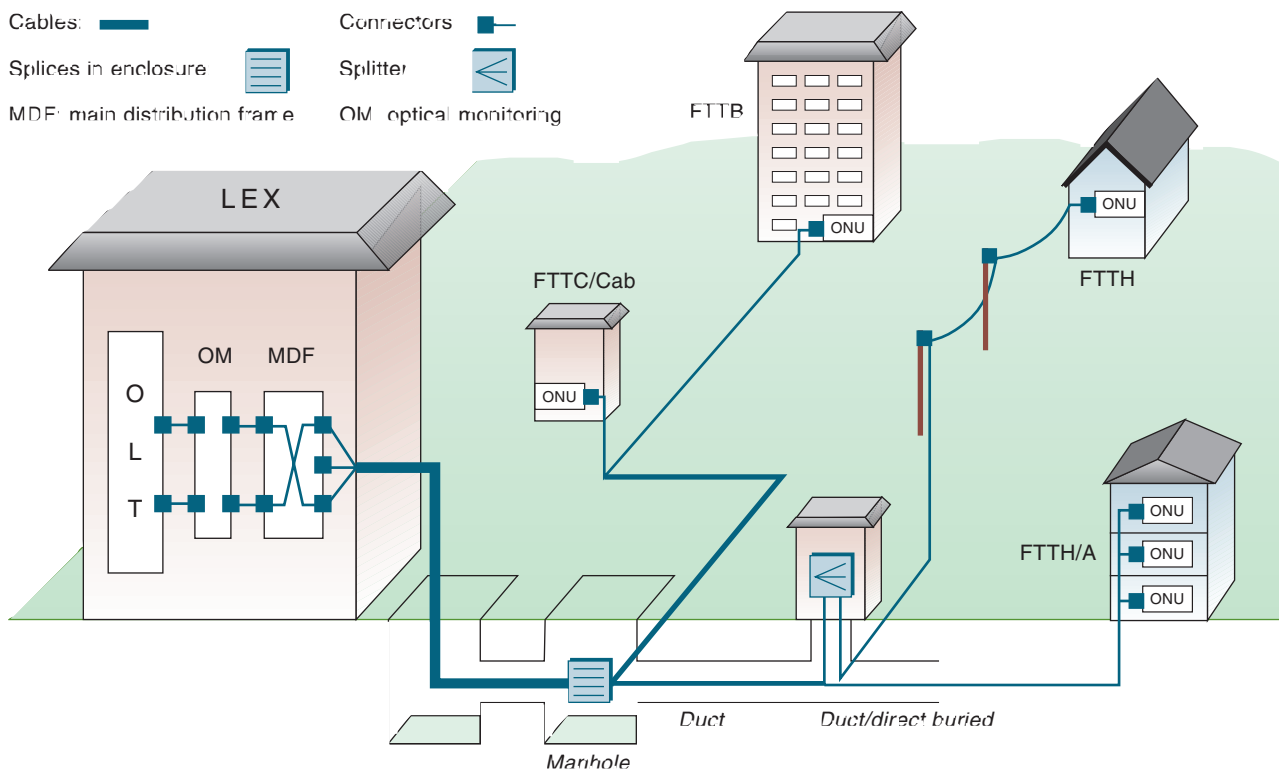 Cables:
Connectors
Splices in enclosure
Splitter
MDF: main distribution frame
OM: optical monitoring
FTTB
LEX
ONU
ONU
FTTH
FTTC/Cab
OM
MDF
ONU
O
L
T
ONU
FTTH/A
ONU
ONU
Duct
Duct/direct buried
Manhole